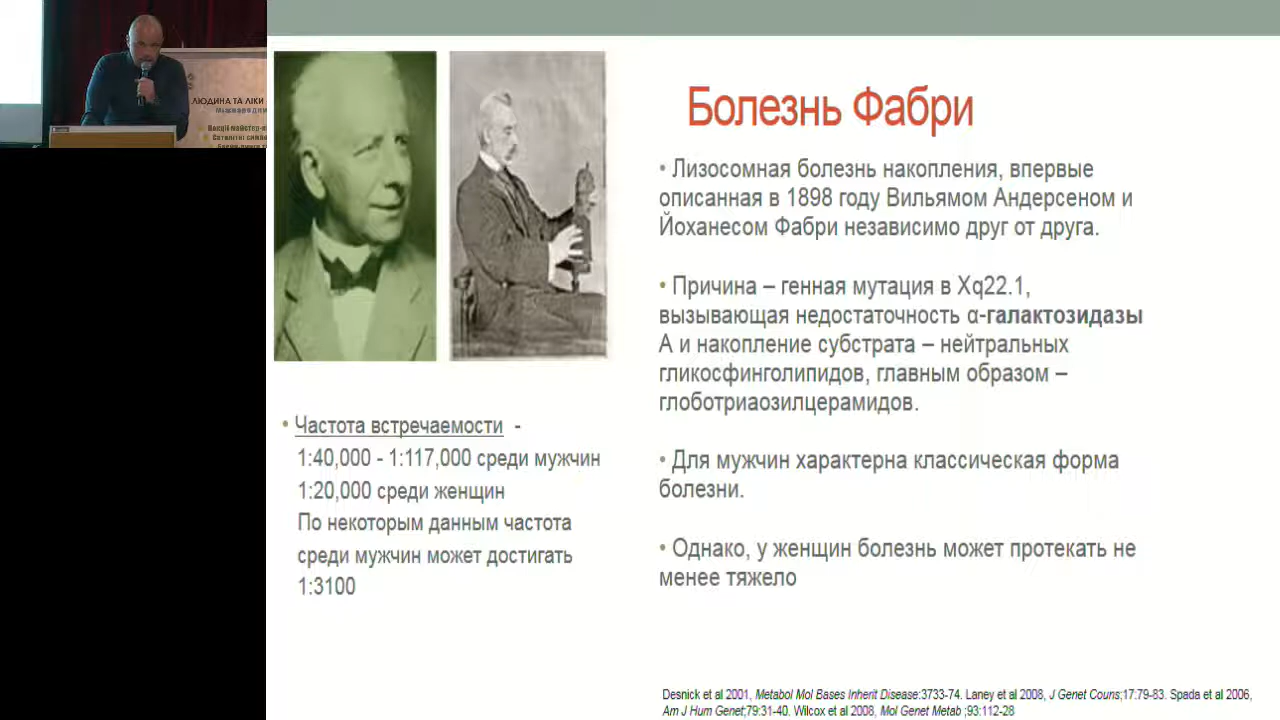 ЛЮДИНА ТА ЛІКИ
Болезнь Фабри
• Лизосомная болезнь накопления, впервые
описанная в 1898 году Вильямом Андерсеном и
Йоханесом Фабри независимо друг от друга.
• Причина – генная мутация в Xq22.1,
вызывающая недостаточность α-галактозидазы
А и накопление субстрата – нейтральных
гликосфинголипидов, главным образом –
глоботриаозилцерамидов.
• Для мужчин характерна классическая форма
болезни.
• Однако, у женщин болезнь может протекать не
менее тяжело
• Частота встречаемости -
1:40,000 - 1:117,000 среди мужчин
1:20,000 среди женщин
По некоторым данным частота
среди мужчин может достигать
1:3100
Desnick et al 2001, Metabol Mol Bases Inherit Disease:3733-74. Laney et al 2008, J Genet Couns;17:79-83. Spada et al 2006,
Am J Hum Genet;79:31-40. Wilcox et al 2008, Mol Genet Metab ;93:112-28